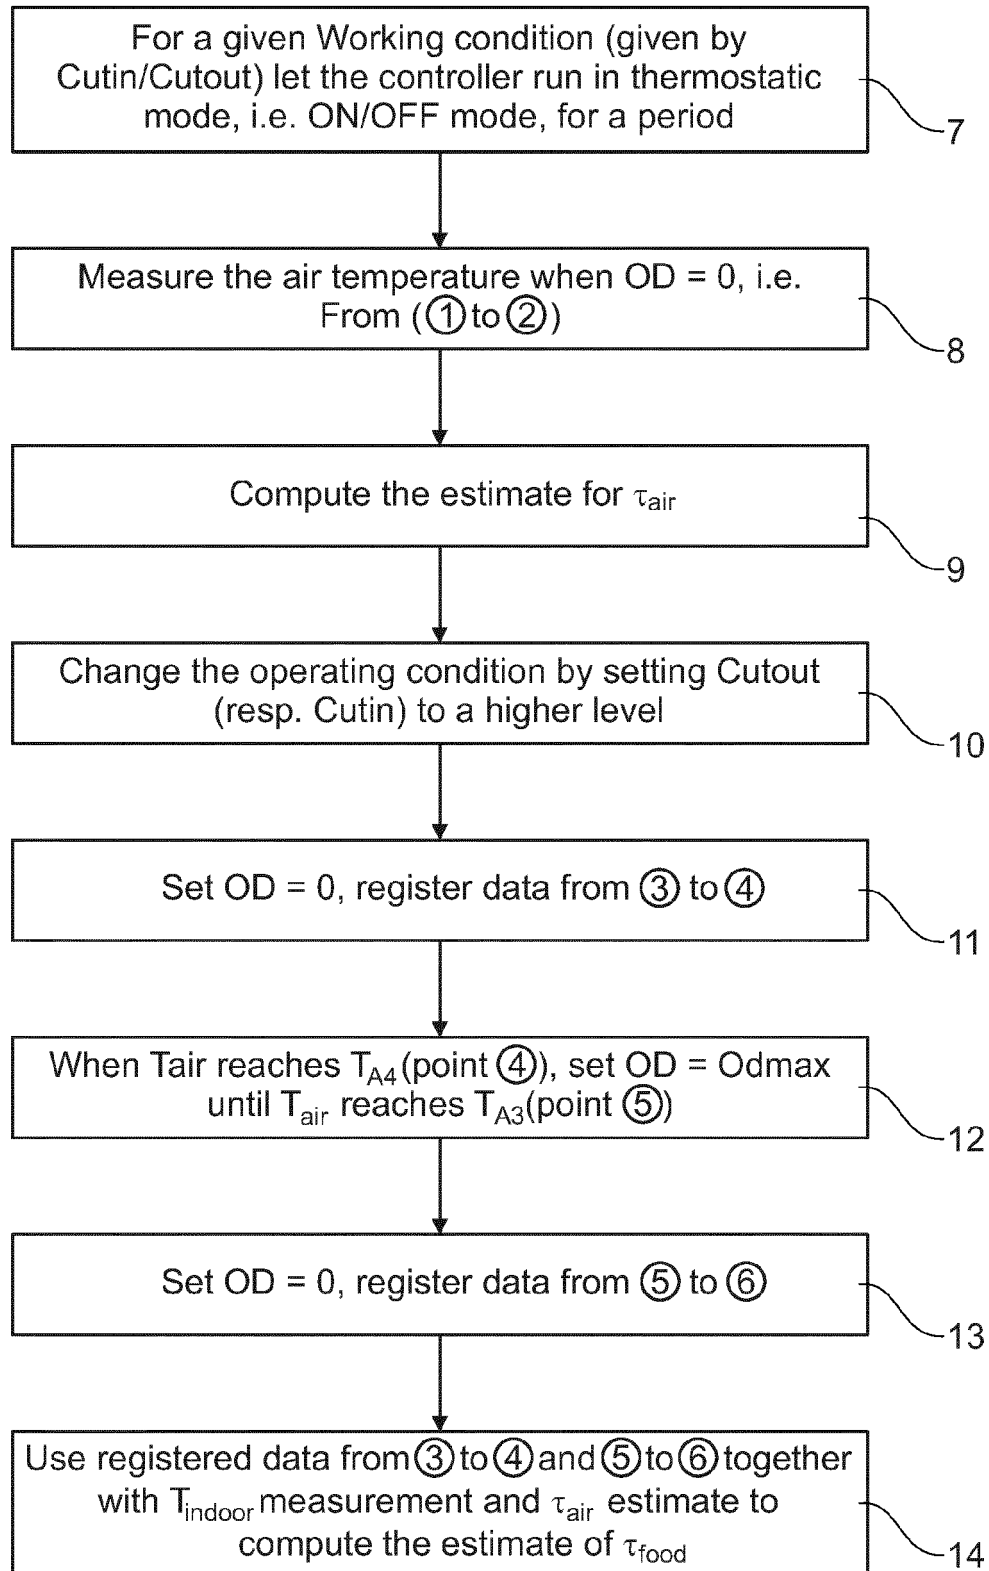 For a given Working condition (given by
Cutin/Cutout) let the controller run in thermostatic
mode, i.e. ON/OFF mode, for a period
7
Measure the air temperature when OD = 0, i.e.
From (① to ②)
8
Compute the estimate for τair
9
Change the operating condition by setting Cutout
(resp. Cutin) to a higher level
10
Set OD = 0, register data from ③ to ④
11
When Tair reaches TA4 (point ④), set OD = Odmax
until Tair reaches TA3 (point ⑤)
12
Set OD = 0, register data from ⑤ to ⑥
13
Use registered data from ③ to ④ and ⑤ to ⑥ together
with Tindoor measurement and τair estimate to
compute the estimate of τfood
14